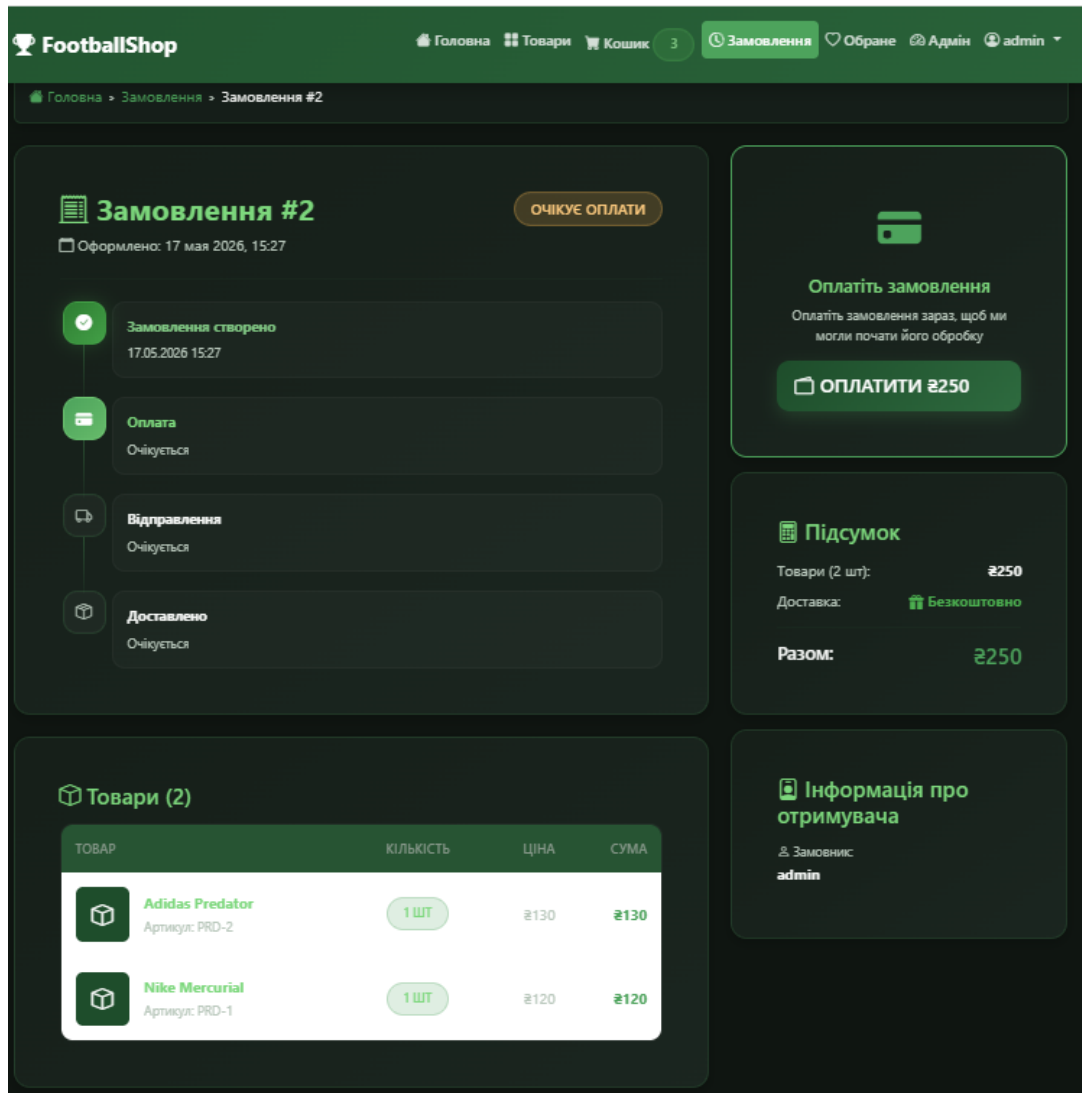 FootballShop
Головна Товари Кошик 3 Замовлення Обране Адмін admin
Головна » Замовлення » Замовлення #2
Замовлення #2
ОЧІКУЄ ОПЛАТИ
Оформлено: 17 мая 2026, 15:27
Замовлення створено
17.05.2026 15:27
Оплата
Очікується
Відправлення
Очікується
Доставлено
Очікується
Товари (2)
ТОВАР КІЛЬКІСТЬ ЦІНА СУМА
Adidas Predator
Артикул: PRD-2
1 ШТ ₴130 ₴130
Nike Mercurial
Артикул: PRD-1
1 ШТ ₴120 ₴120
Оплатіть замовлення
Оплатіть замовлення зараз, щоб ми
могли почати його обробку
ОПЛАТИТИ ₴250
Підсумок
Товари (2 шт): ₴250
Доставка: Безкоштовно
Разом: ₴250
Інформація про
отримувача
Замовник:
admin